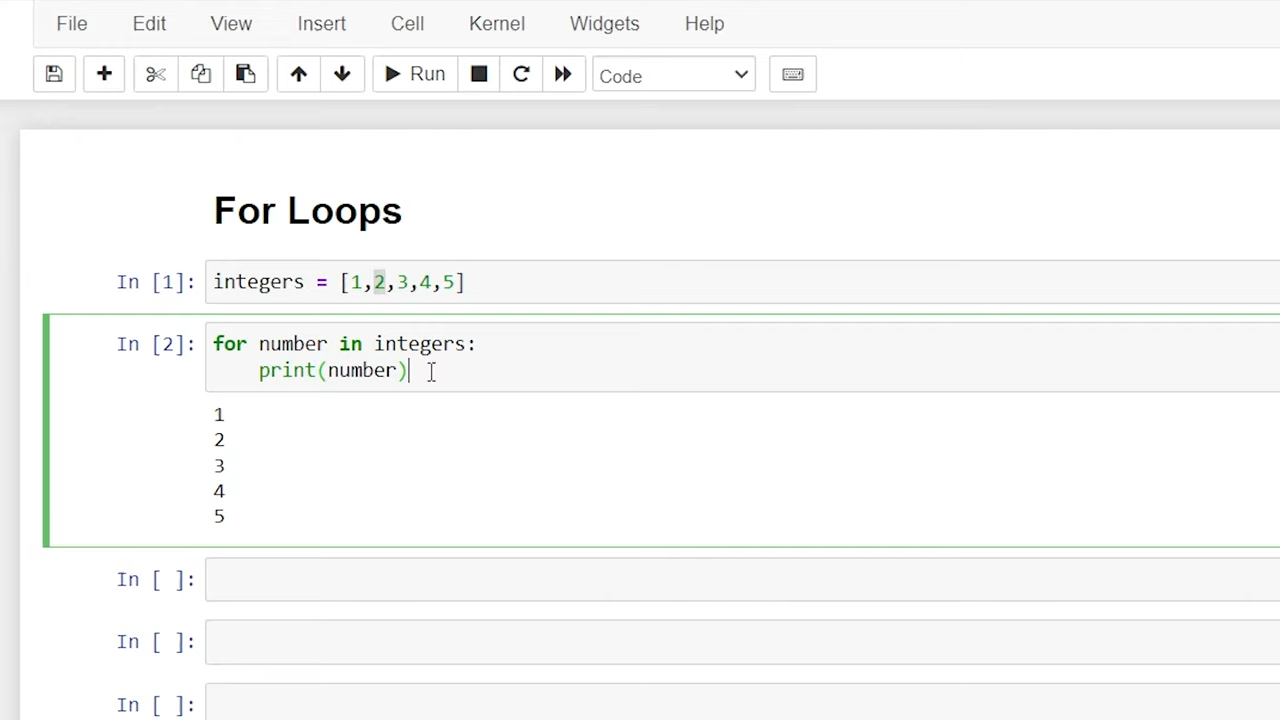 File Edit View Insert Cell Kernel Widgets Help
Run Code
For Loops
In [1]: integers = [1,2,3,4,5]
In [2]: for number in integers:
print(number)
1
2
3
4
5
In [ ]:
In [ ]:
In [ ]: